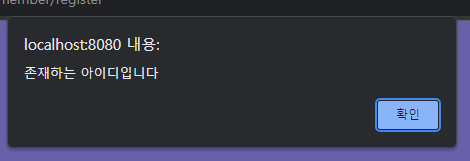 member/register
localhost:8080 내용:
존재하는 아이디입니다
확인